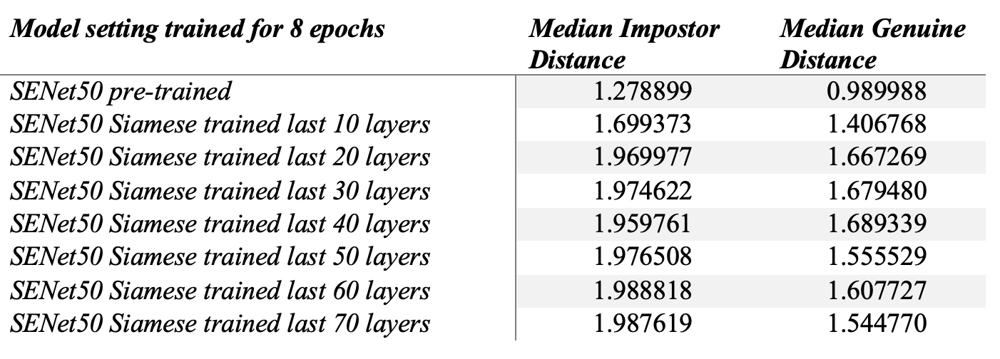 Model setting trained for 8 epochs Median Impostor Distance Median Genuine Distance
SENet50 pre-trained 1.278899 0.989988
SENet50 Siamese trained last 10 layers 1.699373 1.406768
SENet50 Siamese trained last 20 layers 1.969977 1.667269
SENet50 Siamese trained last 30 layers 1.974622 1.679480
SENet50 Siamese trained last 40 layers 1.959761 1.689339
SENet50 Siamese trained last 50 layers 1.976508 1.555529
SENet50 Siamese trained last 60 layers 1.988818 1.607727
SENet50 Siamese trained last 70 layers 1.987619 1.544770